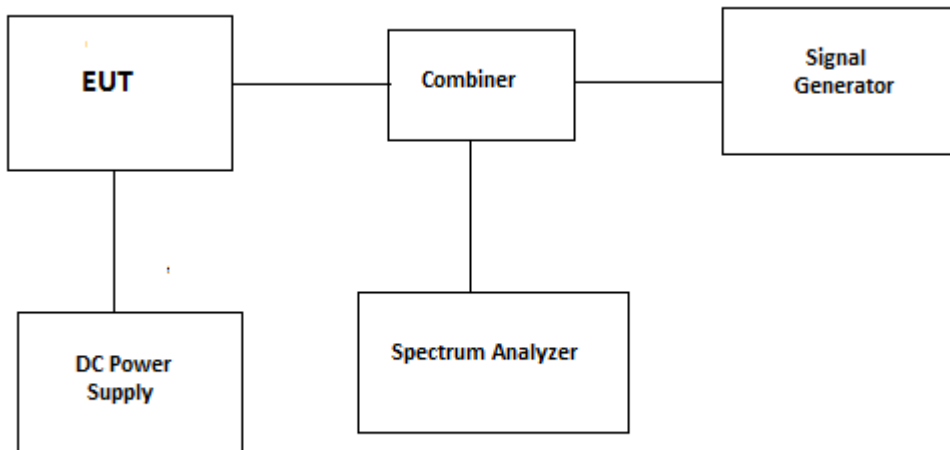 EUT
Combiner
Signal
Generator
DC Power
Supply
Spectrum Analyzer